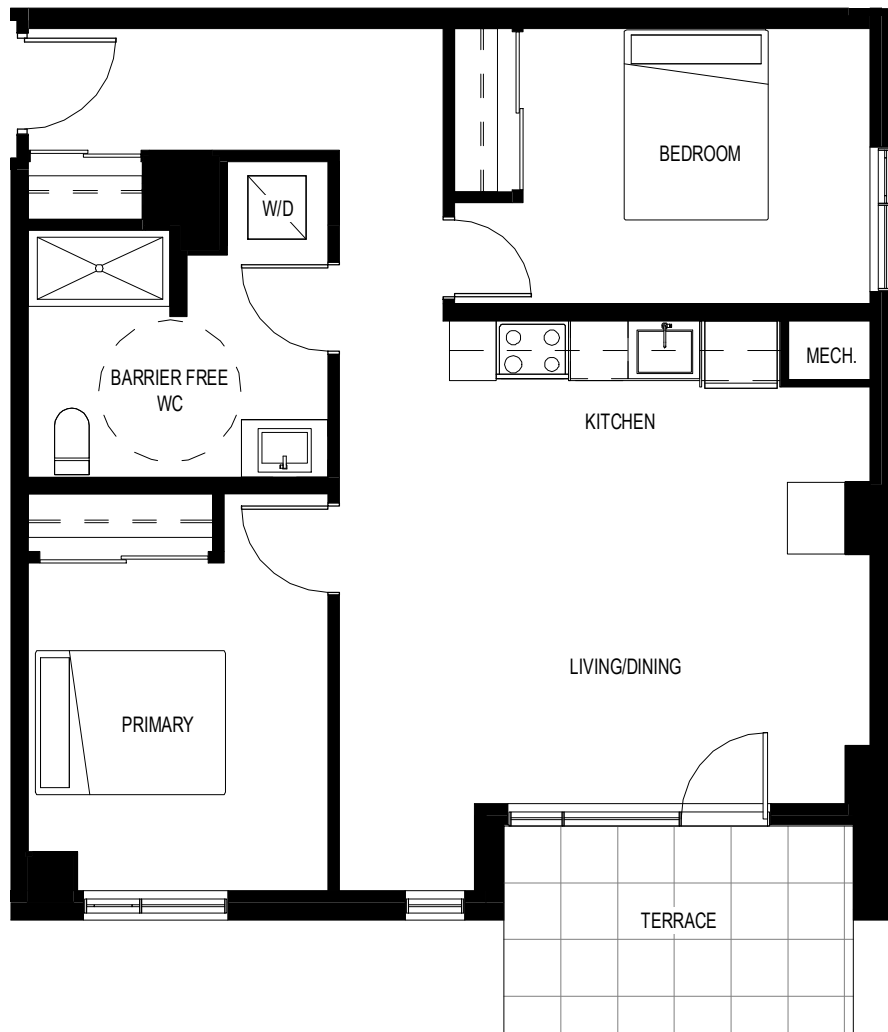 BEDROOM
W/D
MECH.
BARRIER FREE
WC
KITCHEN
LIVING/DINING
PRIMARY
TERRACE